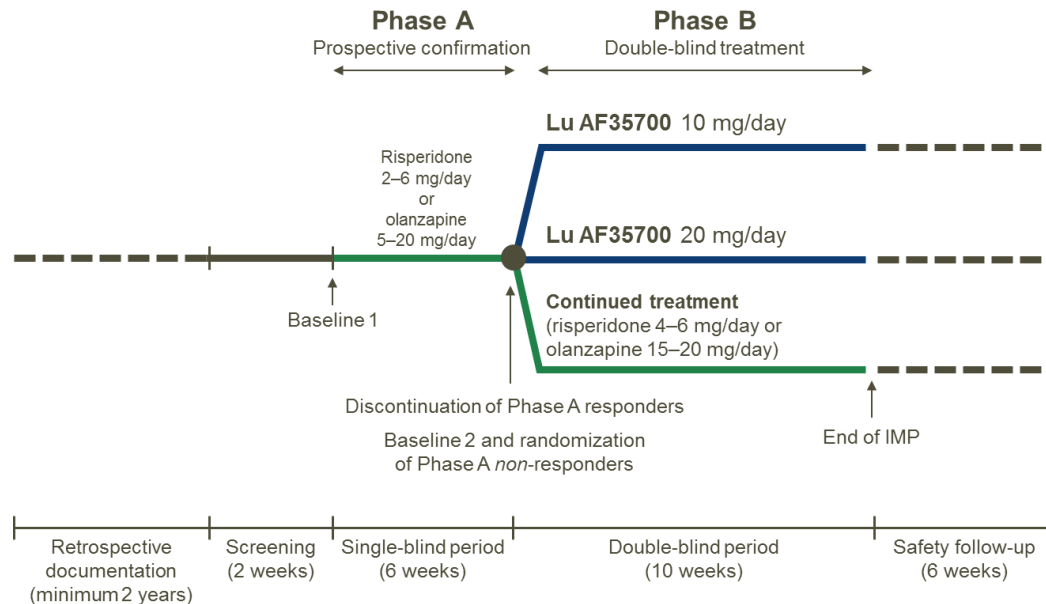 Phase A
Prospective confirmation
Phase B
Double-blind treatment
Lu AF35700 10 mg/day
Risperidone
2–6 mg/day
or
olanzapine
5–20 mg/day
Lu AF35700 20 mg/day
Baseline 1
Continued treatment
(risperidone 4–6 mg/day or
olanzapine 15–20 mg/day)
Discontinuation of Phase A responders
Baseline 2 and randomization
of Phase A non-responders
End of IMP
Retrospective
documentation
(minimum 2 years)
Screening
(2 weeks)
Single-blind period
(6 weeks)
Double-blind period
(10 weeks)
Safety follow-up
(6 weeks)